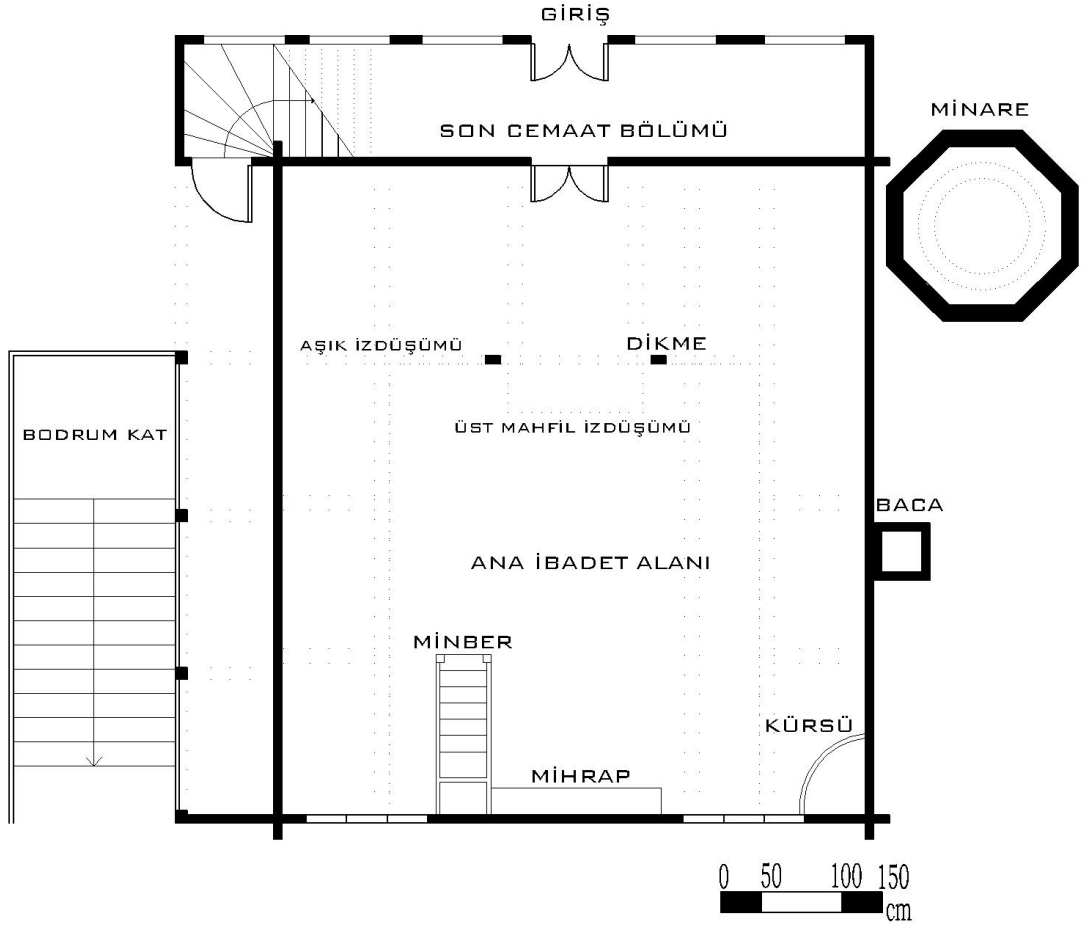 GİRİŞ
MİNARE
SON CEMAAT BÖLÜMÜ
AŞIK İZDÜŞÜMÜ
DİKME
ÜST MAHFİL İZDÜŞÜMÜ
BODRUM KAT
BACA
ANA İBADET ALANI
MİNBER
KÜRSÜ
MİHRAP
0 50 100 150
cm